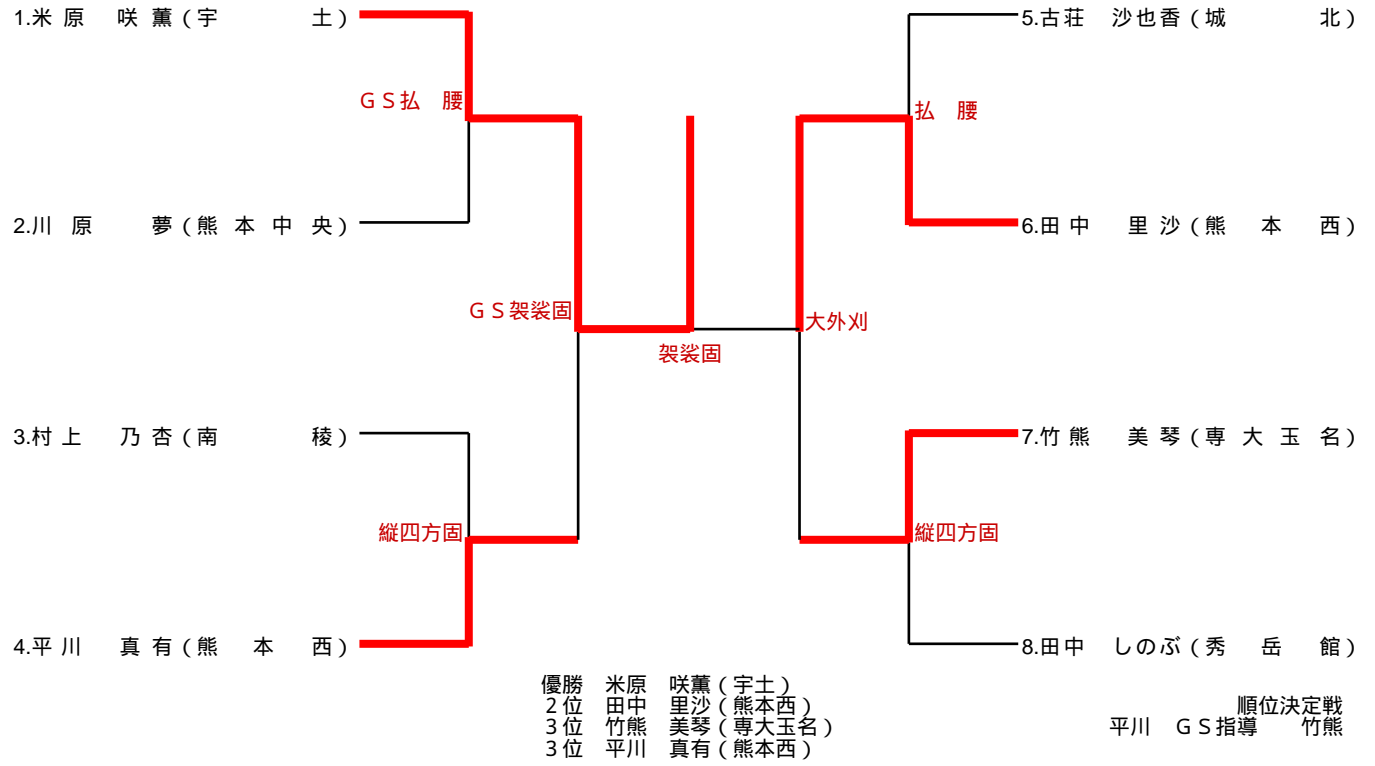 1.米原　咲薫(宇　　土)
5.古荘　沙也香(城　　北)
GS払　腰
払　腰
2.川原　夢(熊本中央)
6.田中　里沙(熊本西)
GS袈裟固
大外刈
袈裟固
3.村上　乃杏(南　　稜)
7.竹熊　美琴(専大玉名)
縦四方固
縦四方固
4.平川　真有(熊本西)
8.田中　しのぶ(秀岳館)
優勝　米原　咲薫(宇土)
2位　田中　里沙(熊本西)
3位　竹熊　美琴(専大玉名)
3位　平川　真有(熊本西)
順位決定戦
平川　GS指導　竹熊